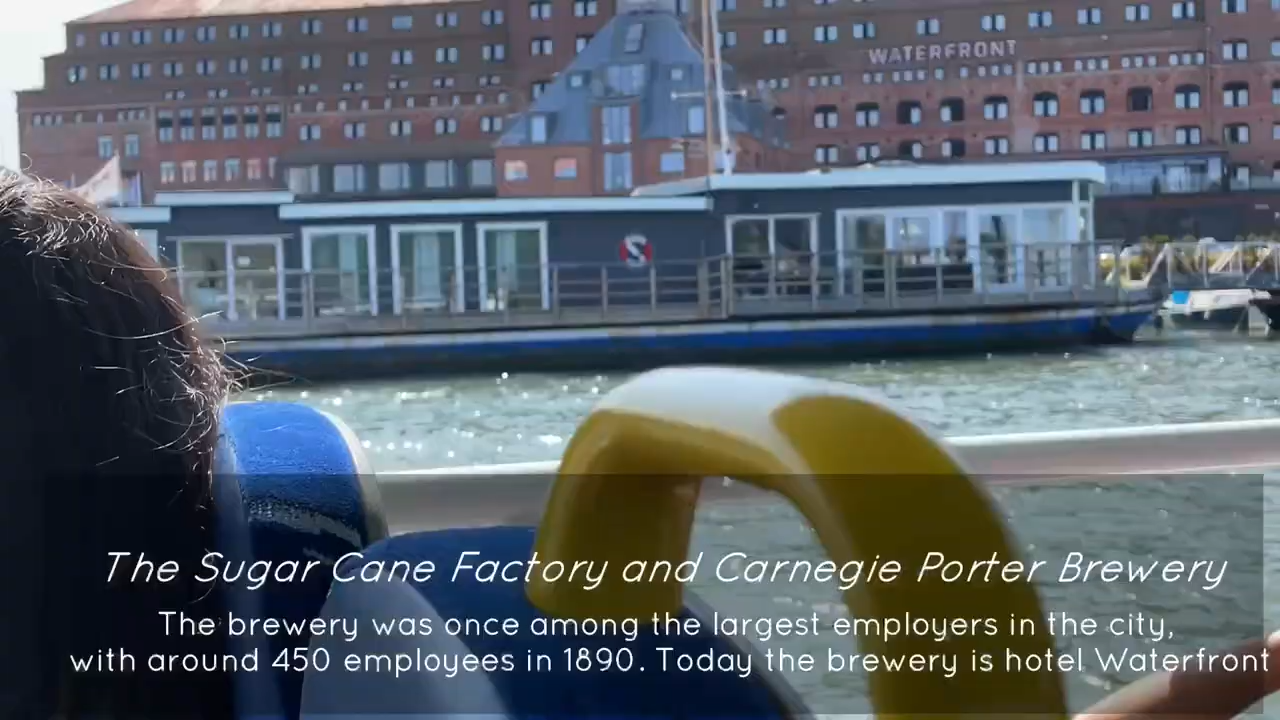 WATERFRONT
S
The Sugar Cane Factory and Carnegie Porter Brewery
The brewery was once among the largest employers in the city,
with around 450 employees in 1890. Today the brewery is hotel Waterfront